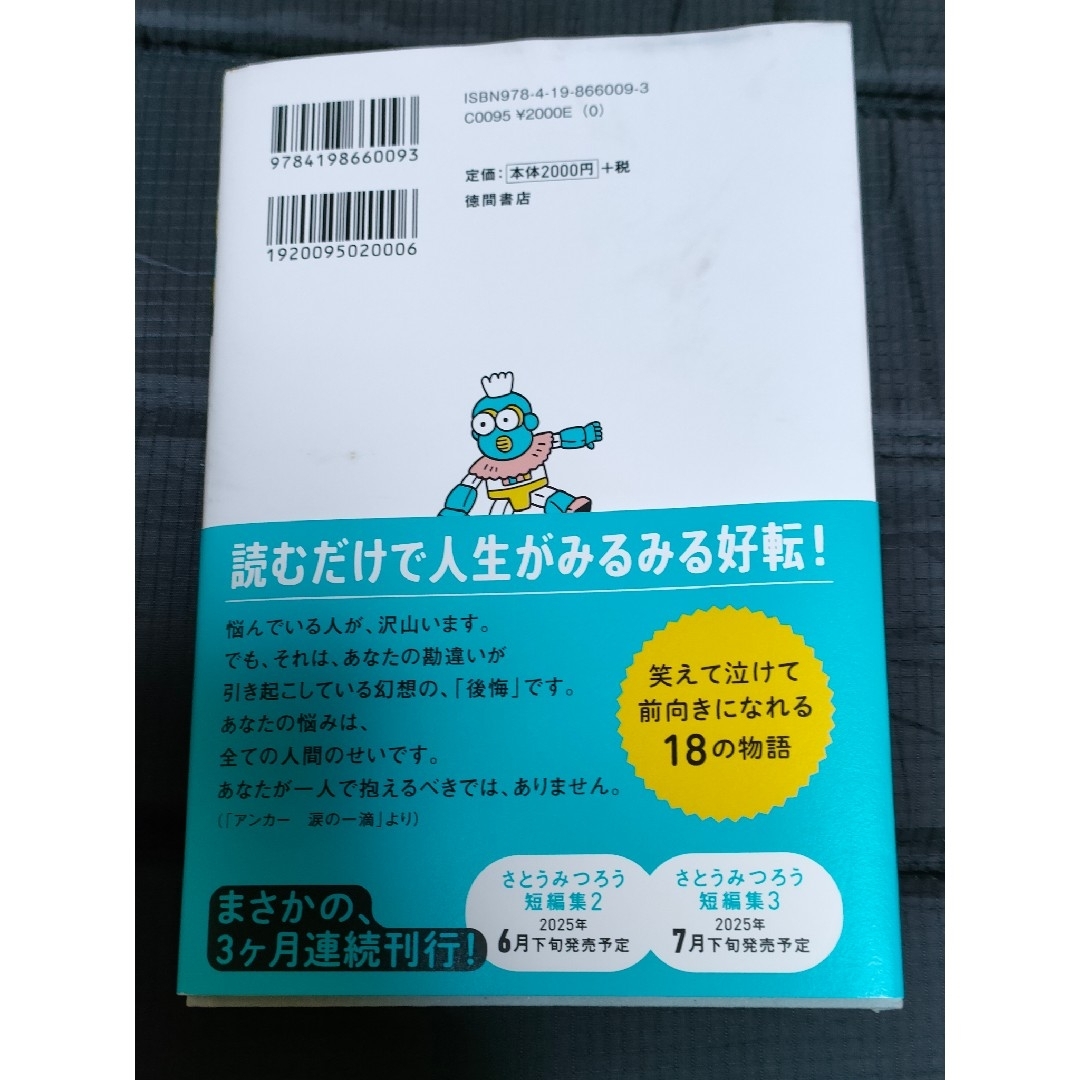 ISBN978-4-19-866009-3
C0095 ¥2000E (0)
9784198660093
定価：本体2000円＋税
徳間書店
1920095020006
読むだけで人生がみるみる好転！
悩んでいる人が、沢山います。
でも、それは、あなたの勘違いが
引き起こしている幻想の、「後悔」です。
あなたの悩みは、
全ての人間のせいです。
あなたが一人で抱えるべきでは、ありません。
（「アンカー　涙の一滴」より）
笑えて泣けて
前向きになれる
18の物語
まさかの、
3ヶ月連続刊行！
さとうみつろう
短編集2
2025年
6月下旬発売予定
さとうみつろう
短編集3
2025年
7月下旬発売予定